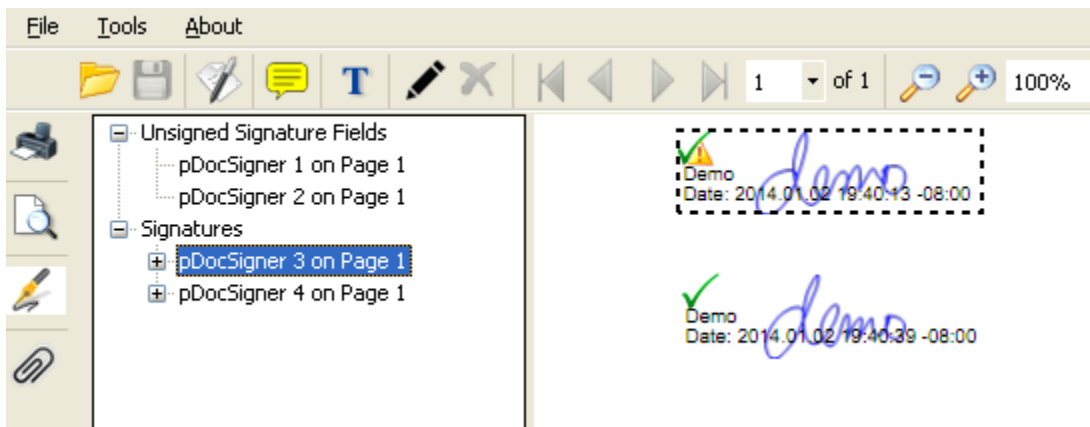 File Tools About
T 1 of 1 100%
Unsigned Signature Fields
pDocSigner 1 on Page 1
pDocSigner 2 on Page 1
Signatures
pDocSigner 3 on Page 1
pDocSigner 4 on Page 1
demo
Demo
Date: 2014.01.02 19:40:13 -08:00
demo
Demo
Date: 2014.01.02 19:40:39 -08:00